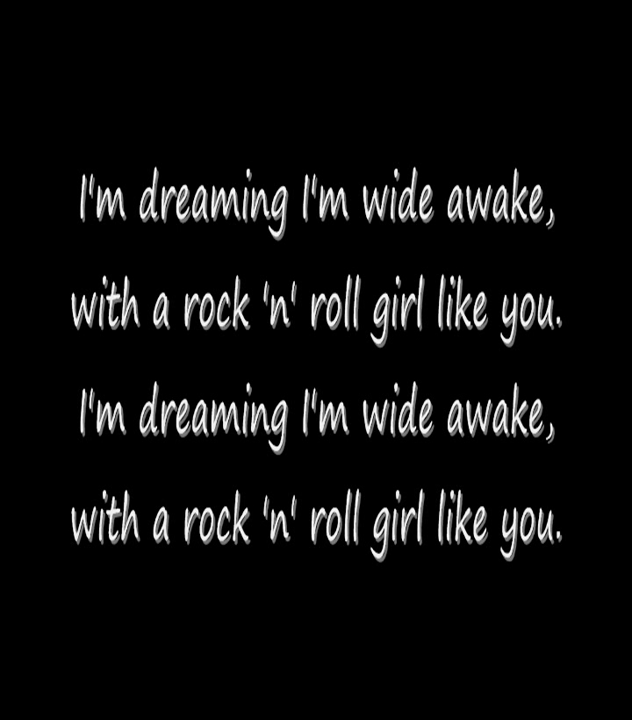 I'm dreaming I'm wide awake,
with a rock 'n' roll girl like you.
I'm dreaming I'm wide awake,
with a rock 'n' roll girl like you.